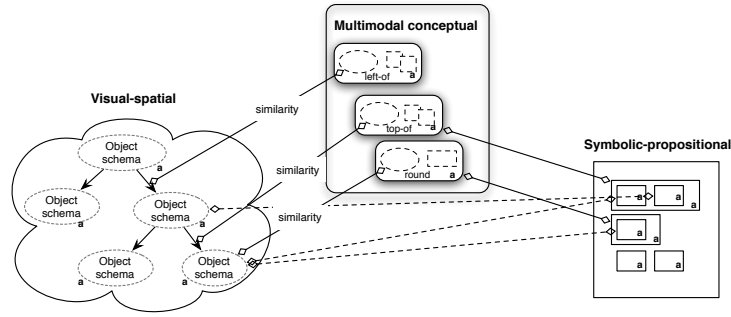 Multimodal conceptual
left-of
a
top-of
a
round
a
Visual-spatial
Object
schema
a
Object
schema
a
Object
schema
a
Object
schema
a
Object
schema
a
similarity
similarity
similarity
Symbolic-propositional
a
a
a
a
a
a
a